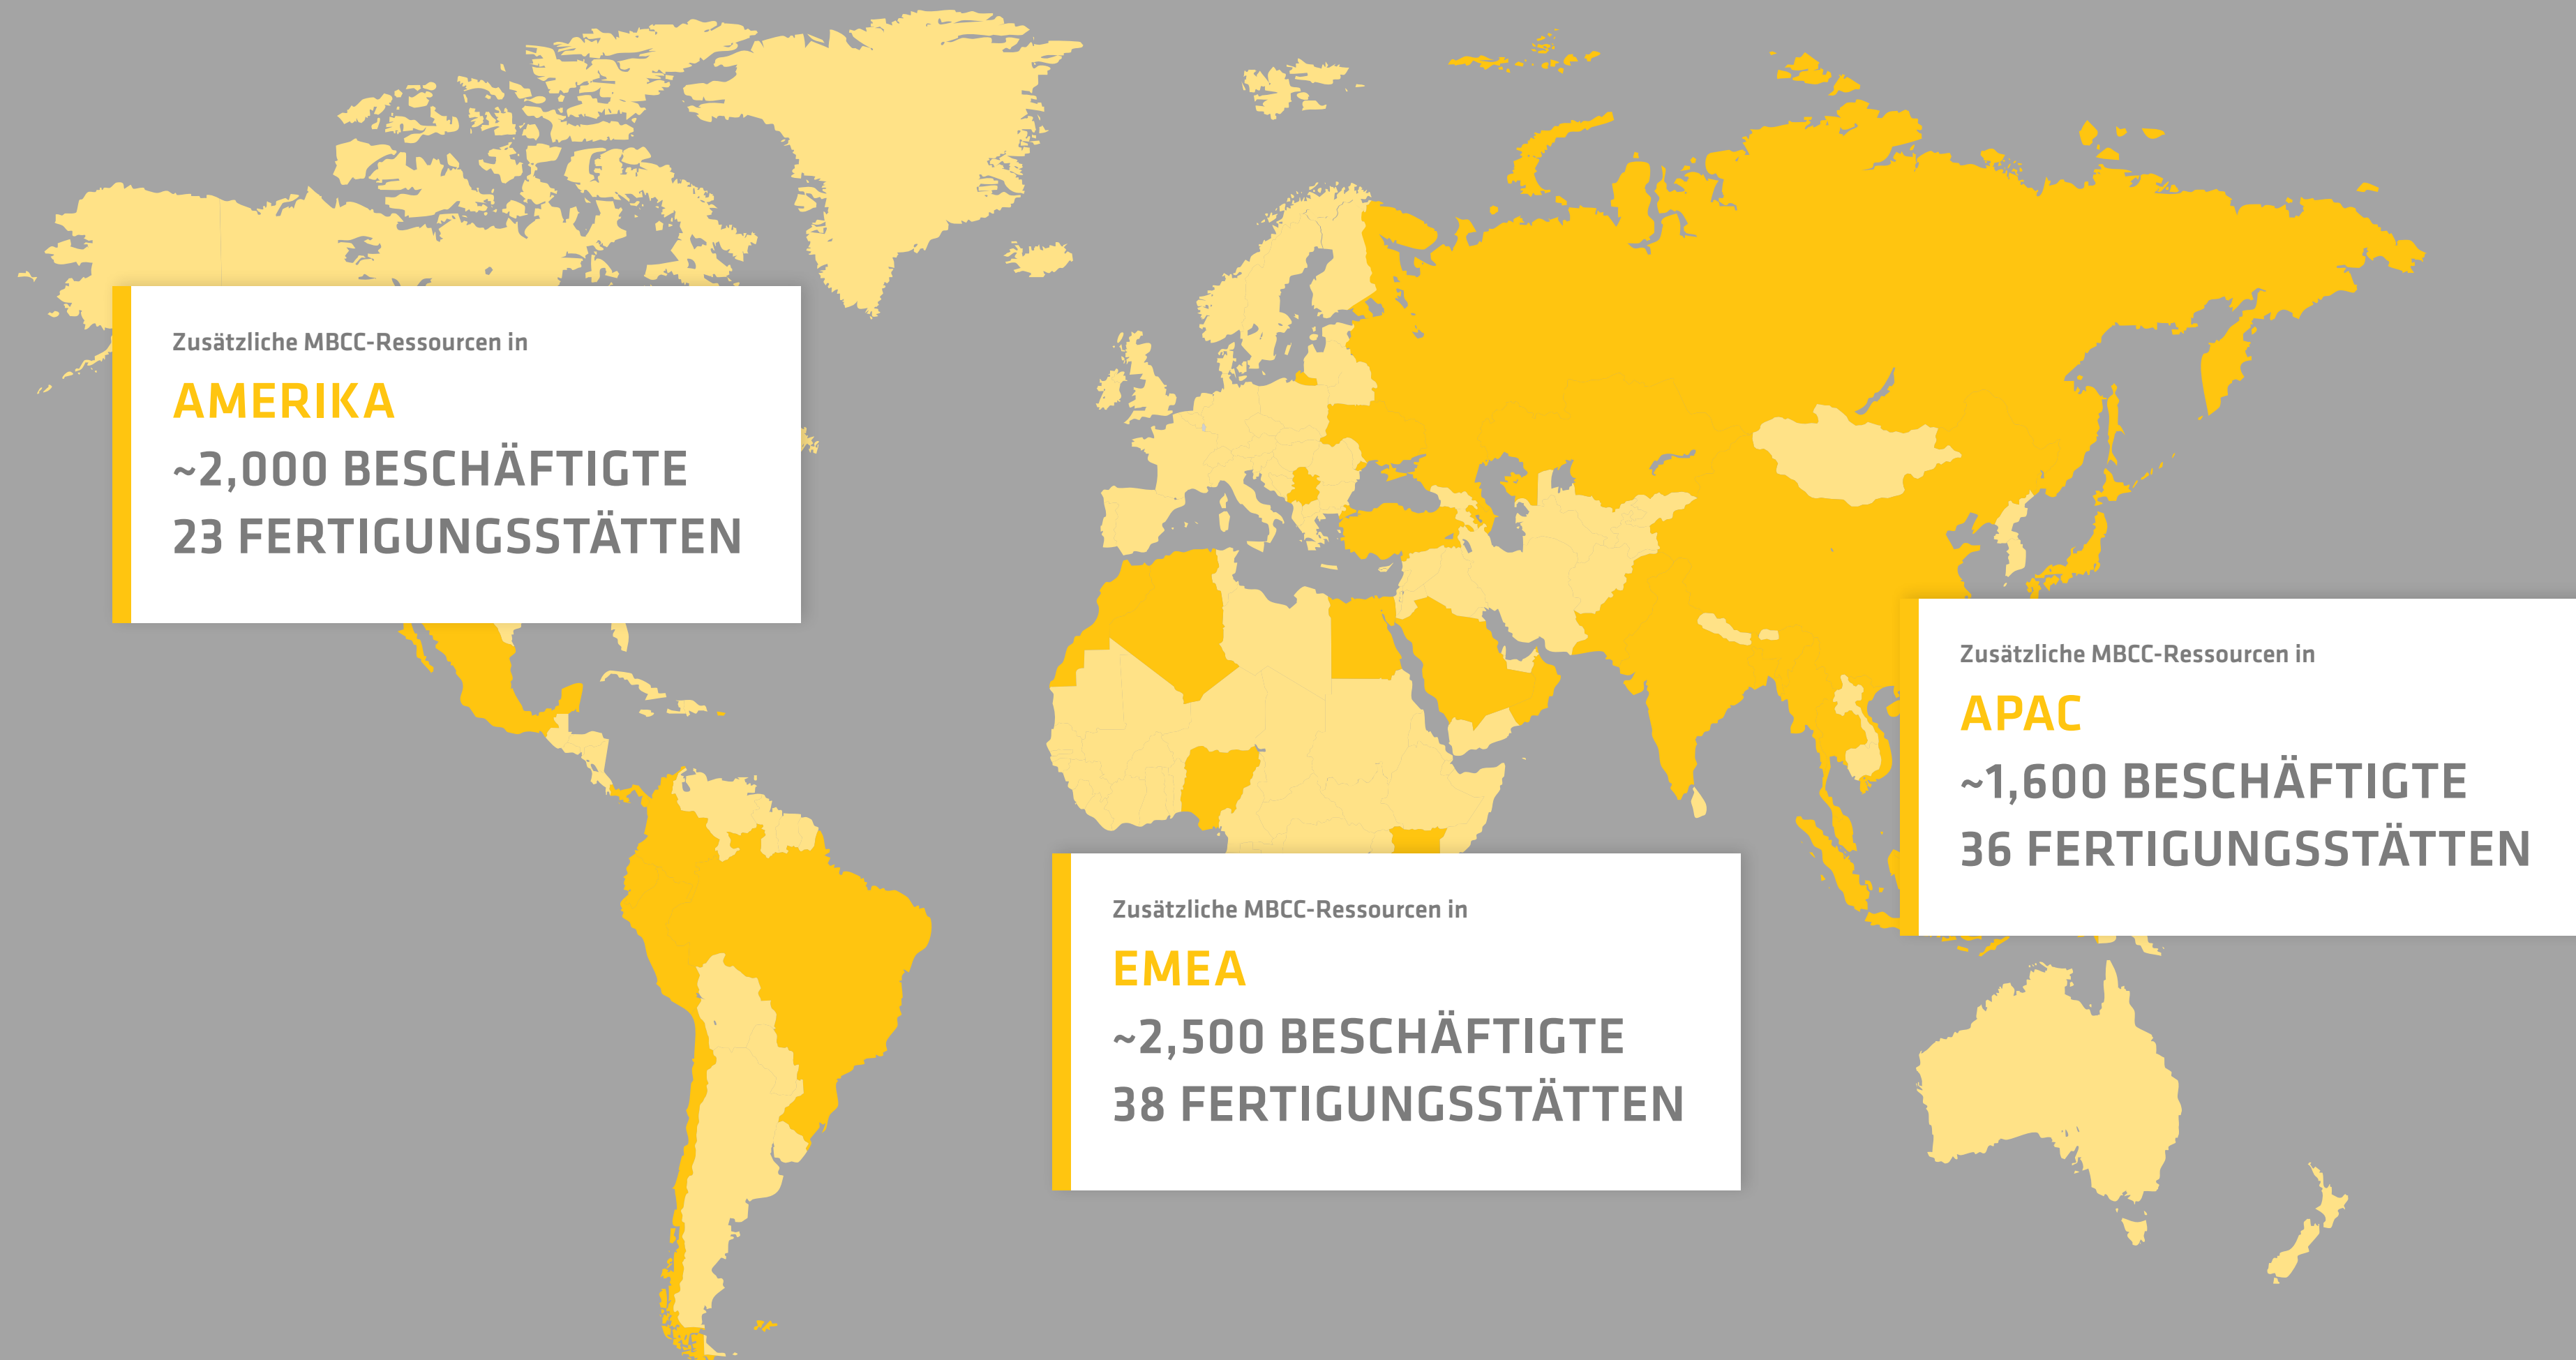 Zusätzliche MBCC-Ressourcen in
AMERIKA
~2,000 BESCHÄFTIGTE
23 FERTIGUNGSSTÄTTEN
Zusätzliche MBCC-Ressourcen in
APAC
~1,600 BESCHÄFTIGTE
36 FERTIGUNGSSTÄTTEN
Zusätzliche MBCC-Ressourcen in
EMEA
~2,500 BESCHÄFTIGTE
38 FERTIGUNGSSTÄTTEN